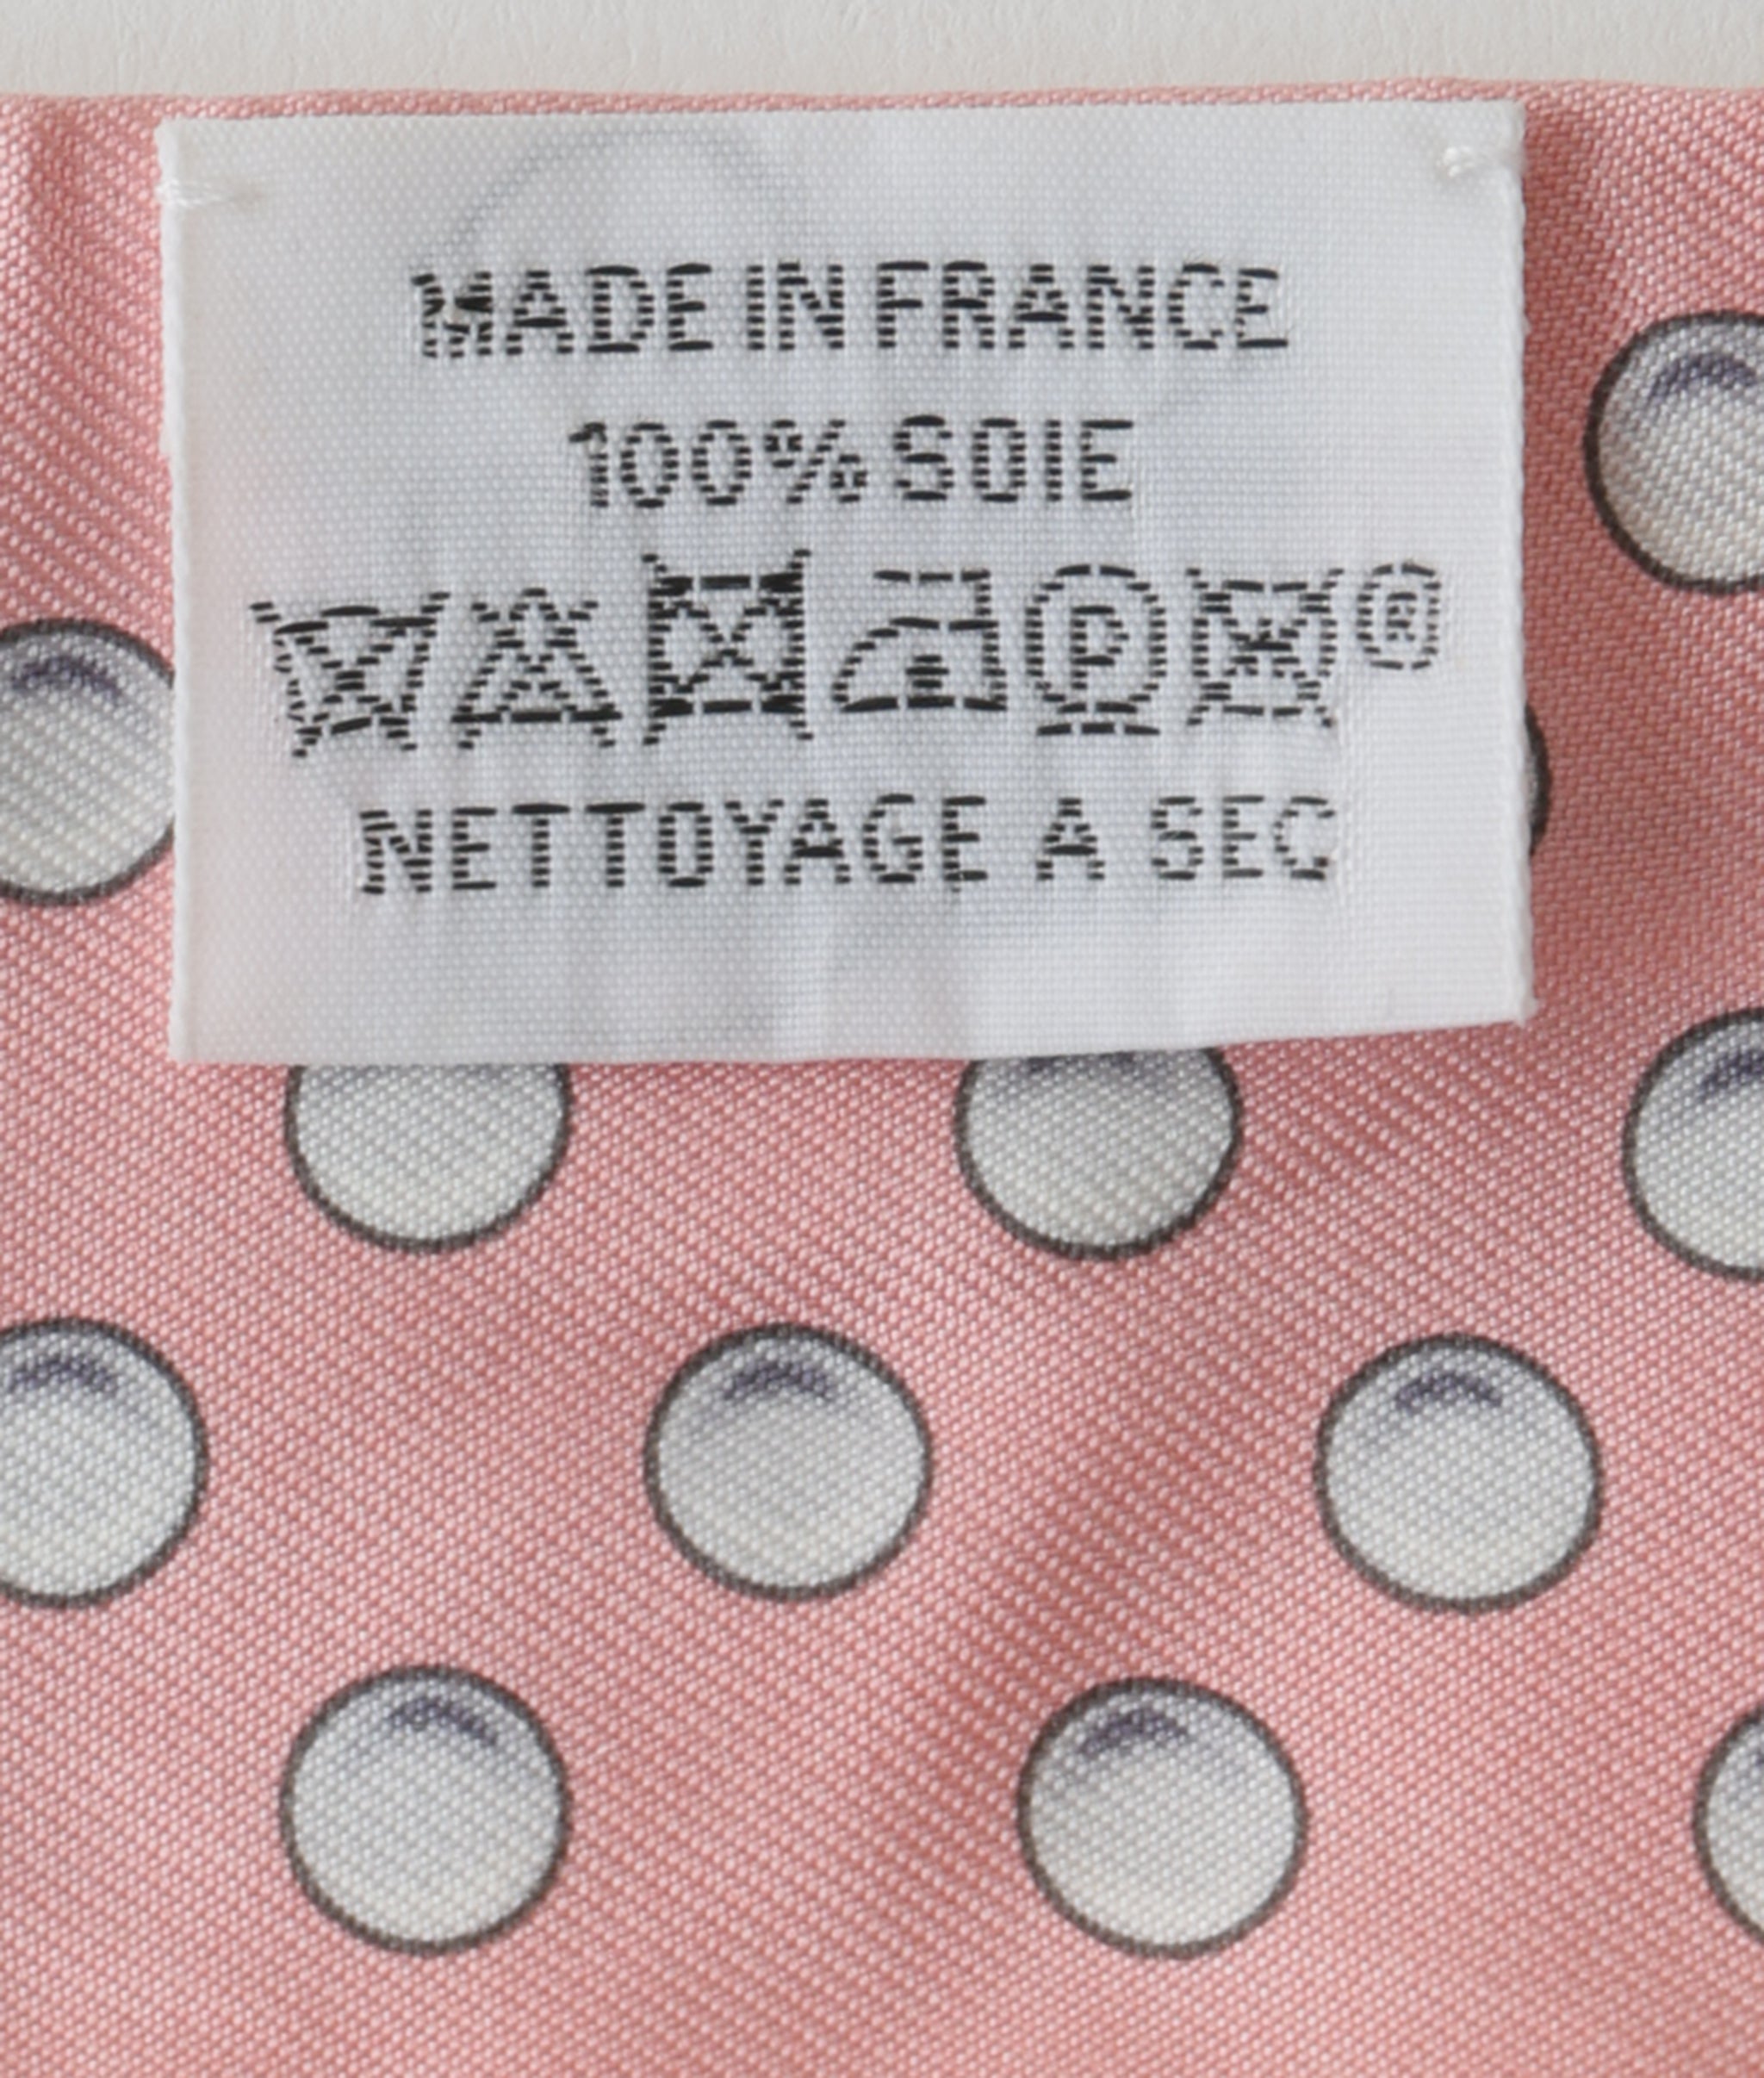 MADE IN FRANCE
100% SOIE
P ®
NETTOYAGE A SEC